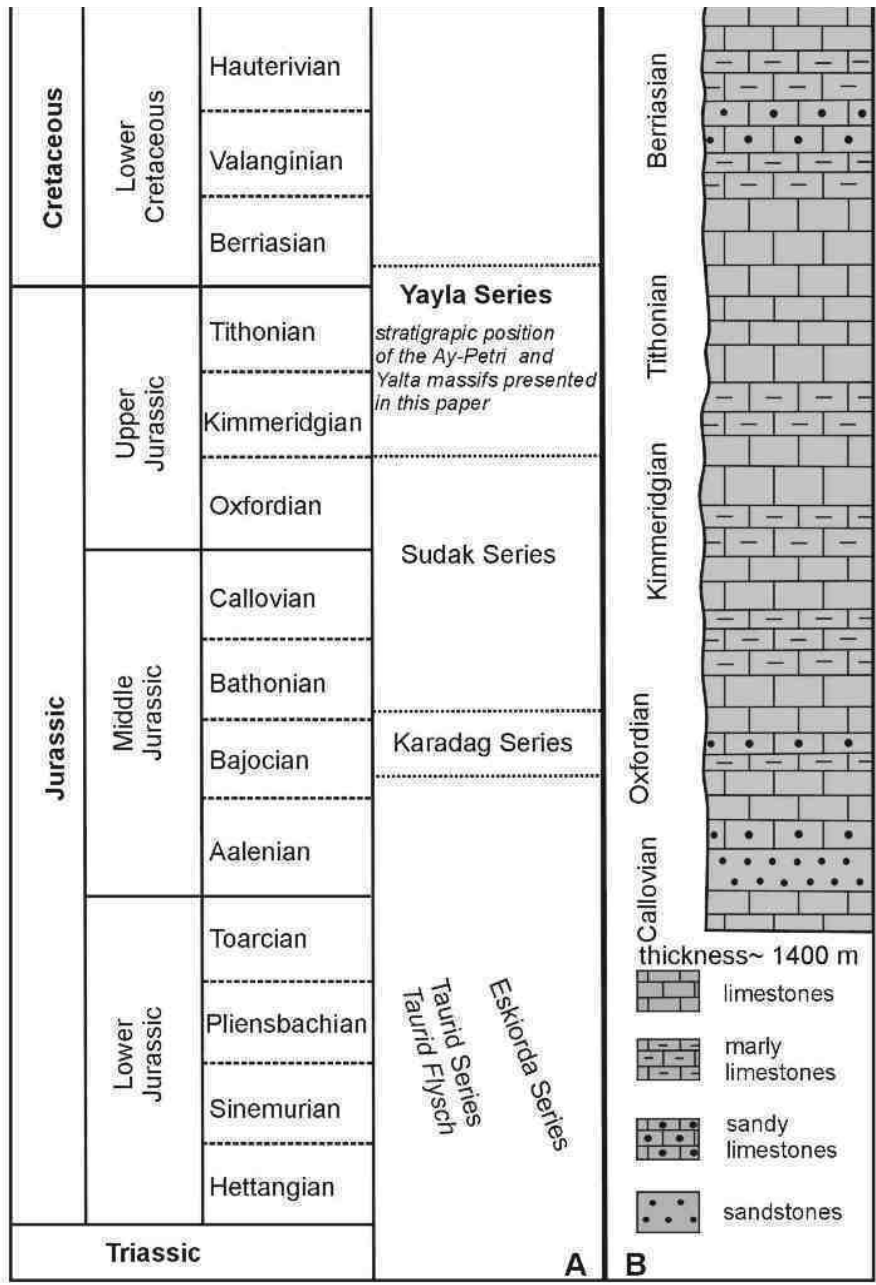 Cretaceous
Lower
Cretaceous
Hauterivian
Valanginian
Berriasian
Jurassic
Upper
Jurassic
Tithonian
Kimmeridgian
Oxfordian
Middle
Jurassic
Callovian
Bathonian
Bajocian
Aalenian
Lower
Jurassic
Toarcian
Pliensbachian
Sinemurian
Hettangian
Triassic
Yayla Series
stratigrapic position
of the Ay-Petri and
Yalta massifs presented
in this paper
Sudak Series
Karadag Series
Taurid Series
Taurid Flysch
Eskiorda Series
A
B
Berriasian
Tithonian
Kimmeridgian
Oxfordian
Callovian
thickness~ 1400 m
limestones
marly
limestones
sandy
limestones
sandstones